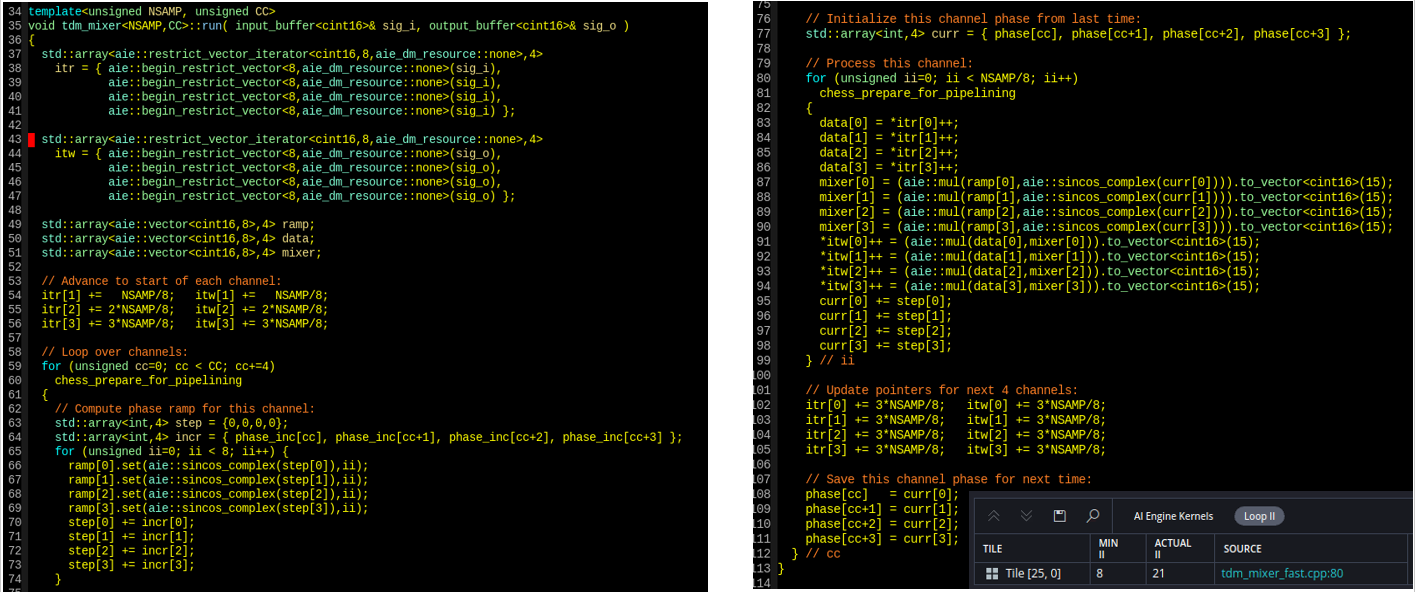 34 template<unsigned NSAMP, unsigned CC>
35 void tdm_mixer<NSAMP,CC>::run( input_buffer<cint16>& sig_i, output_buffer<cint16>& sig_o )
36 {
37   std::array<aie::restrict_vector_iterator<cint16,8,aie_dm_resource::none>,4>
38     itr = { aie::begin_restrict_vector<8,aie_dm_resource::none>(sig_i),
39             aie::begin_restrict_vector<8,aie_dm_resource::none>(sig_i),
40             aie::begin_restrict_vector<8,aie_dm_resource::none>(sig_i),
41             aie::begin_restrict_vector<8,aie_dm_resource::none>(sig_i) };
42
43   std::array<aie::restrict_vector_iterator<cint16,8,aie_dm_resource::none>,4>
44     itw = { aie::begin_restrict_vector<8,aie_dm_resource::none>(sig_o),
45             aie::begin_restrict_vector<8,aie_dm_resource::none>(sig_o),
46             aie::begin_restrict_vector<8,aie_dm_resource::none>(sig_o),
47             aie::begin_restrict_vector<8,aie_dm_resource::none>(sig_o) };
48
49   std::array<aie::vector<cint16,8>,4> ramp;
50   std::array<aie::vector<cint16,8>,4> data;
51   std::array<aie::vector<cint16,8>,4> mixer;
52
53   // Advance to start of each channel:
54   itr[1] +=   NSAMP/8;   itw[1] +=   NSAMP/8;
55   itr[2] += 2*NSAMP/8;   itw[2] += 2*NSAMP/8;
56   itr[3] += 3*NSAMP/8;   itw[3] += 3*NSAMP/8;
57
58   // Loop over channels:
59   for (unsigned cc=0; cc < CC; cc+=4)
60     chess_prepare_for_pipelining
61   {
62     // Compute phase ramp for this channel:
63     std::array<int,4> step = {0,0,0,0};
64     std::array<int,4> incr = { phase_inc[cc], phase_inc[cc+1], phase_inc[cc+2], phase_inc[cc+3] };
65     for (unsigned ii=0; ii < 8; ii++) {
66       ramp[0].set(aie::sincos_complex(step[0]),ii);
67       ramp[1].set(aie::sincos_complex(step[1]),ii);
68       ramp[2].set(aie::sincos_complex(step[2]),ii);
69       ramp[3].set(aie::sincos_complex(step[3]),ii);
70       step[0] += incr[0];
71       step[1] += incr[1];
72       step[2] += incr[2];
73       step[3] += incr[3];
74     }
75
76     // Initialize this channel phase from last time:
77     std::array<int,4> curr = { phase[cc], phase[cc+1], phase[cc+2], phase[cc+3] };
78
79     // Process this channel:
80     for (unsigned ii=0; ii < NSAMP/8; ii++)
81       chess_prepare_for_pipelining
82     {
83       data[0] = *itr[0]++;
84       data[1] = *itr[1]++;
85       data[2] = *itr[2]++;
86       data[3] = *itr[3]++;
87       mixer[0] = (aie::mul(ramp[0],aie::sincos_complex(curr[0]))).to_vector<cint16>(15);
88       mixer[1] = (aie::mul(ramp[1],aie::sincos_complex(curr[1]))).to_vector<cint16>(15);
89       mixer[2] = (aie::mul(ramp[2],aie::sincos_complex(curr[2]))).to_vector<cint16>(15);
90       mixer[3] = (aie::mul(ramp[3],aie::sincos_complex(curr[3]))).to_vector<cint16>(15);
91       *itw[0]++ = (aie::mul(data[0],mixer[0])).to_vector<cint16>(15);
92       *itw[1]++ = (aie::mul(data[1],mixer[1])).to_vector<cint16>(15);
93       *itw[2]++ = (aie::mul(data[2],mixer[2])).to_vector<cint16>(15);
94       *itw[3]++ = (aie::mul(data[3],mixer[3])).to_vector<cint16>(15);
95       curr[0] += step[0];
96       curr[1] += step[1];
97       curr[2] += step[2];
98       curr[3] += step[3];
99     } // ii
100
101     // Update pointers for next 4 channels:
102     itr[0] += 3*NSAMP/8;   itw[0] += 3*NSAMP/8;
103     itr[1] += 3*NSAMP/8;   itw[1] += 3*NSAMP/8;
104     itr[2] += 3*NSAMP/8;   itw[2] += 3*NSAMP/8;
105     itr[3] += 3*NSAMP/8;   itw[3] += 3*NSAMP/8;
106
107     // Save this channel phase for next time:
108     phase[cc]   = curr[0];
109     phase[cc+1] = curr[1];
110     phase[cc+2] = curr[2];
111     phase[cc+3] = curr[3];
112   } // cc
113 }
114
AI Engine Kernels Loop II
TILE MIN II ACTUAL II SOURCE
Tile [25, 0] 8 21 tdm_mixer_fast.cpp:80